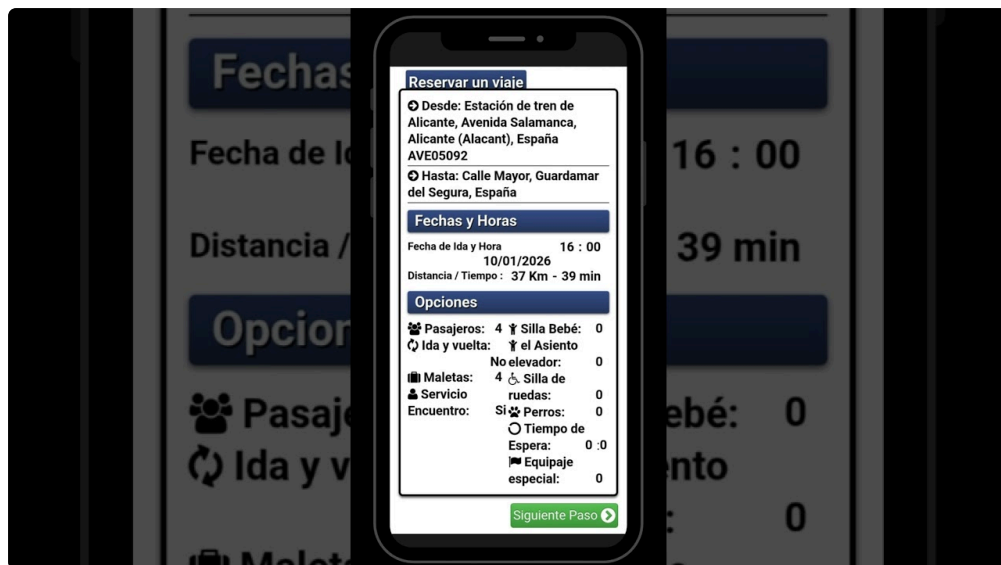 Reservar un viaje
Desde: Estación de tren de
Alicante, Avenida Salamanca,
Alicante (Alacant), España
AVE05092
Hasta: Calle Mayor, Guardamar
del Segura, España
Fechas y Horas
Fecha de Ida y Hora 16 : 00
10/01/2026
Distancia / Tiempo : 37 Km - 39 min
Opciones
Pasajeros: 4
Ida y vuelta:
No
Maletas: 4
Servicio
Encuentro: Si
Silla Bebé: 0
el Asiento
elevador: 0
Silla de
ruedas: 0
Perros: 0
Tiempo de
Espera: 0 :0
Equipaje
especial: 0
Siguiente Paso
Fechas
Fecha de I
16 : 00
Distancia /
39 min
Opcion
Pasaje
ebé: 0
Ida y v
nto
: 0